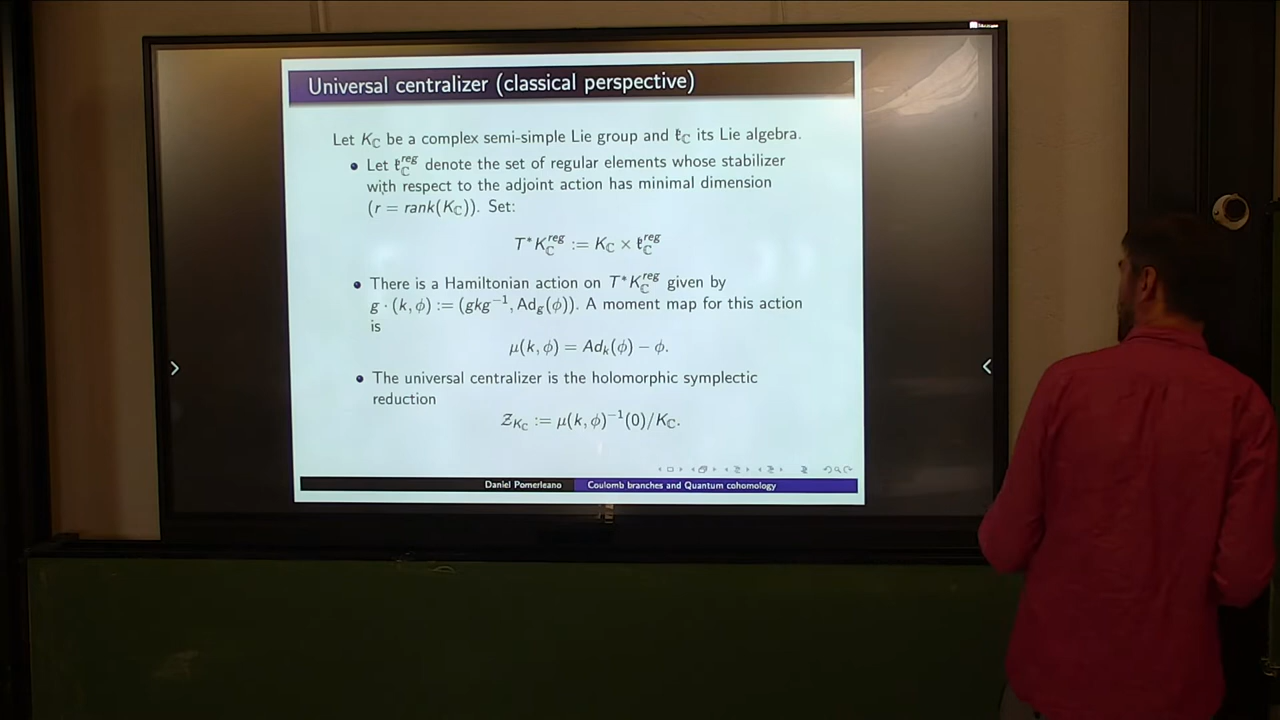 Universal centralizer (classical perspective)
Let K_ℂ be a complex semi-simple Lie group and 𝔨_ℂ its Lie algebra.
• Let 𝔨_ℂ^{reg} denote the set of regular elements whose stabilizer
with respect to the adjoint action has minimal dimension
(r = rank(K_ℂ)). Set:
T*K_ℂ^{reg} := K_ℂ × 𝔨_ℂ^{reg}
• There is a Hamiltonian action on T*K_ℂ^{reg} given by
g · (k, ϕ) := (gkg⁻¹, Ad_g(ϕ)). A moment map for this action
is
μ(k, ϕ) = Ad_k(ϕ) − ϕ.
• The universal centralizer is the holomorphic symplectic
reduction
𝒵_{K_ℂ} := μ(k, ϕ)⁻¹(0)/K_ℂ.
Daniel Pomerleano
Coulomb branches and Quantum cohomology